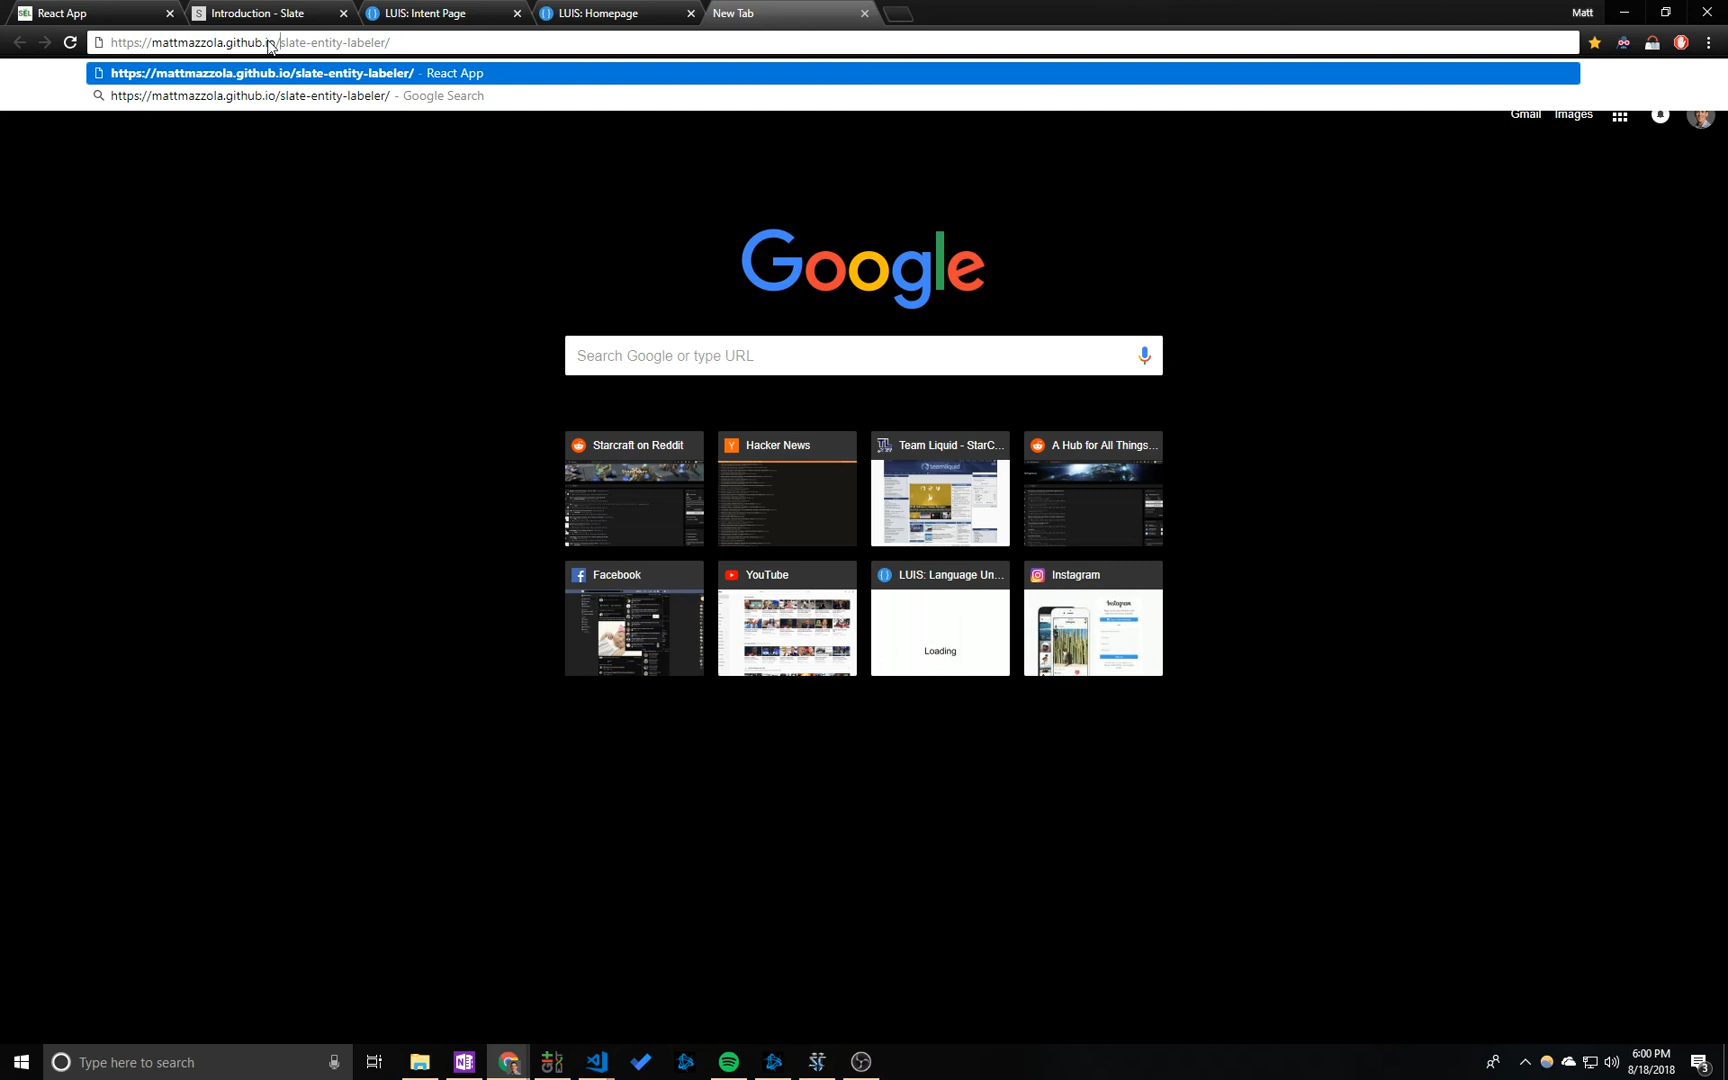 React App
Introduction - Slate
LUIS: Intent Page
LUIS: Homepage
New Tab
Matt
https://mattmazzola.github.io/slate-entity-labeler/
https://mattmazzola.github.io/slate-entity-labeler/ - React App
https://mattmazzola.github.io/slate-entity-labeler/ - Google Search
Gmail Images
Google
Search Google or type URL
Starcraft on Reddit
Hacker News
Team Liquid - StarC...
A Hub for All Things...
Facebook
YouTube
LUIS: Language Un...
Instagram
Loading
Type here to search
6:00 PM
8/18/2018
3